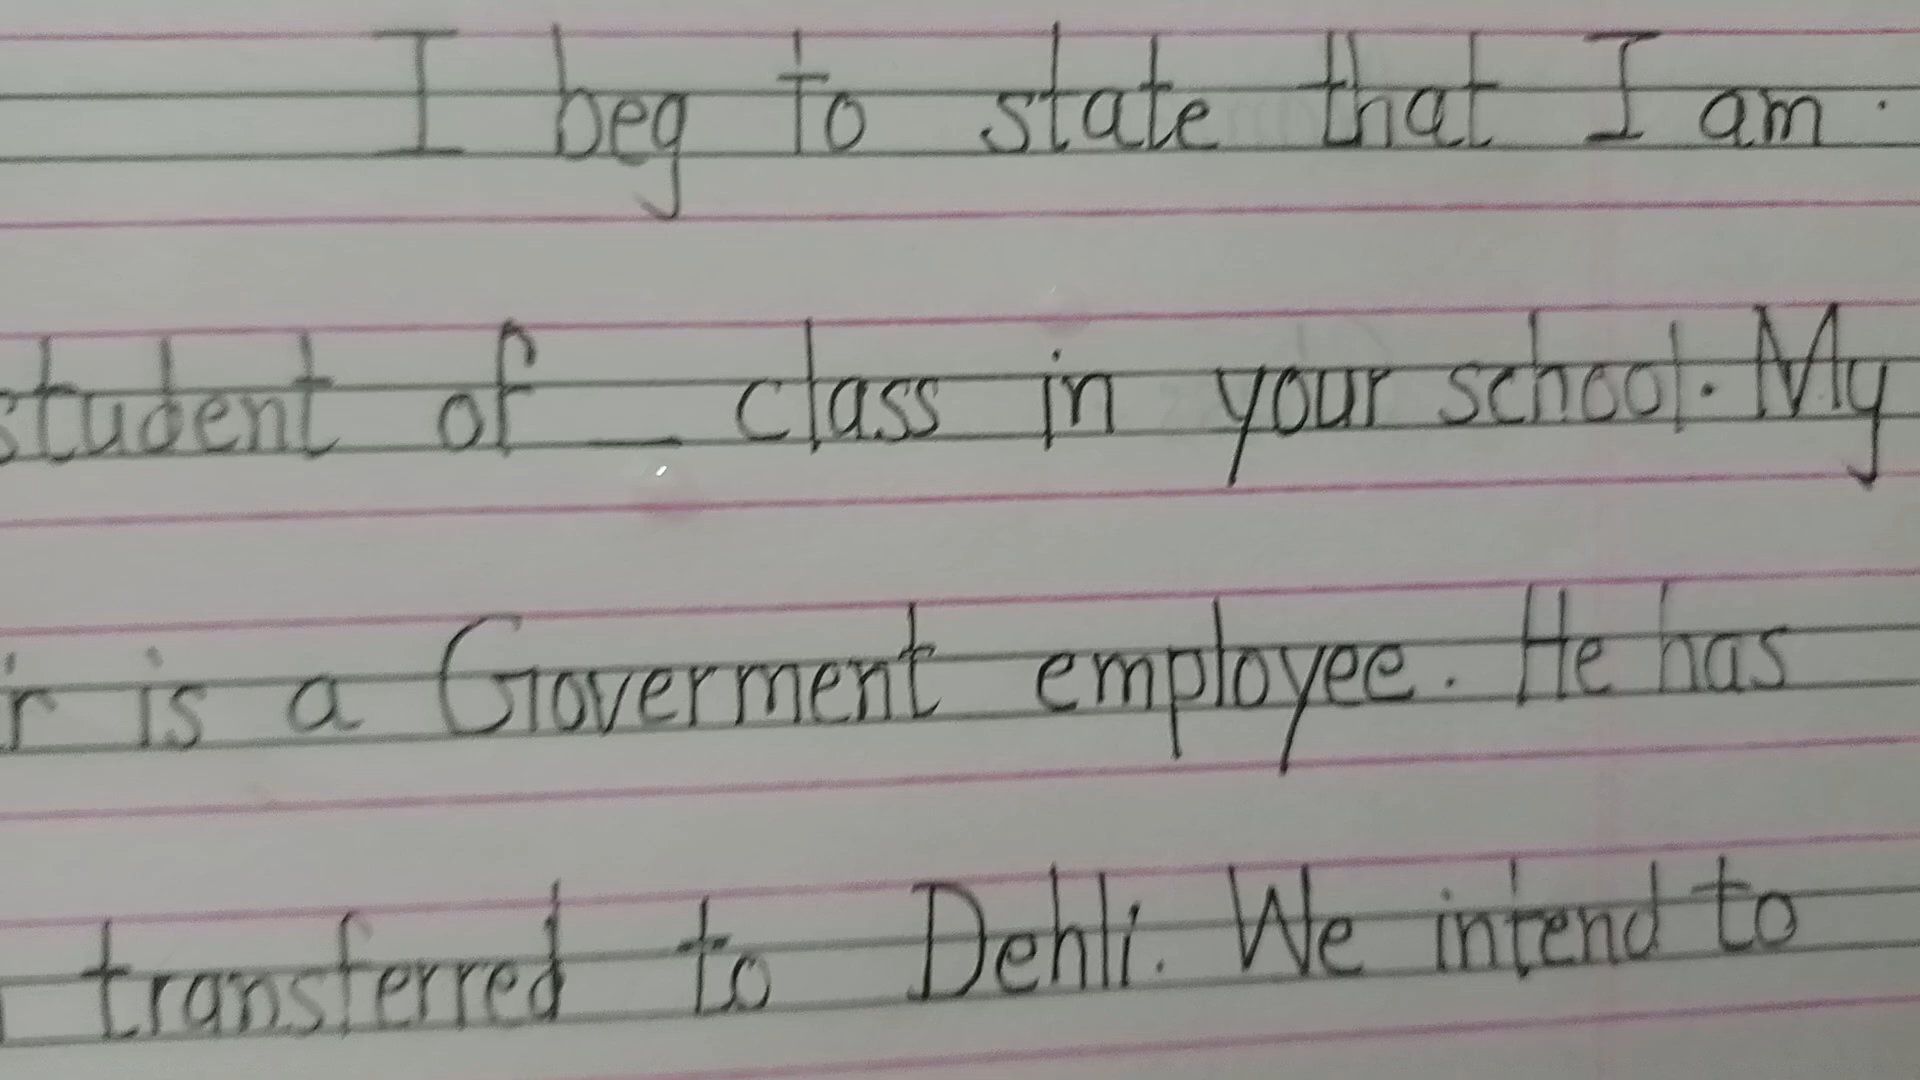 I beg to state that I am
student of _ class in your school. My
r is a Goverment employee. He has
transferred to Dehli. We intend to